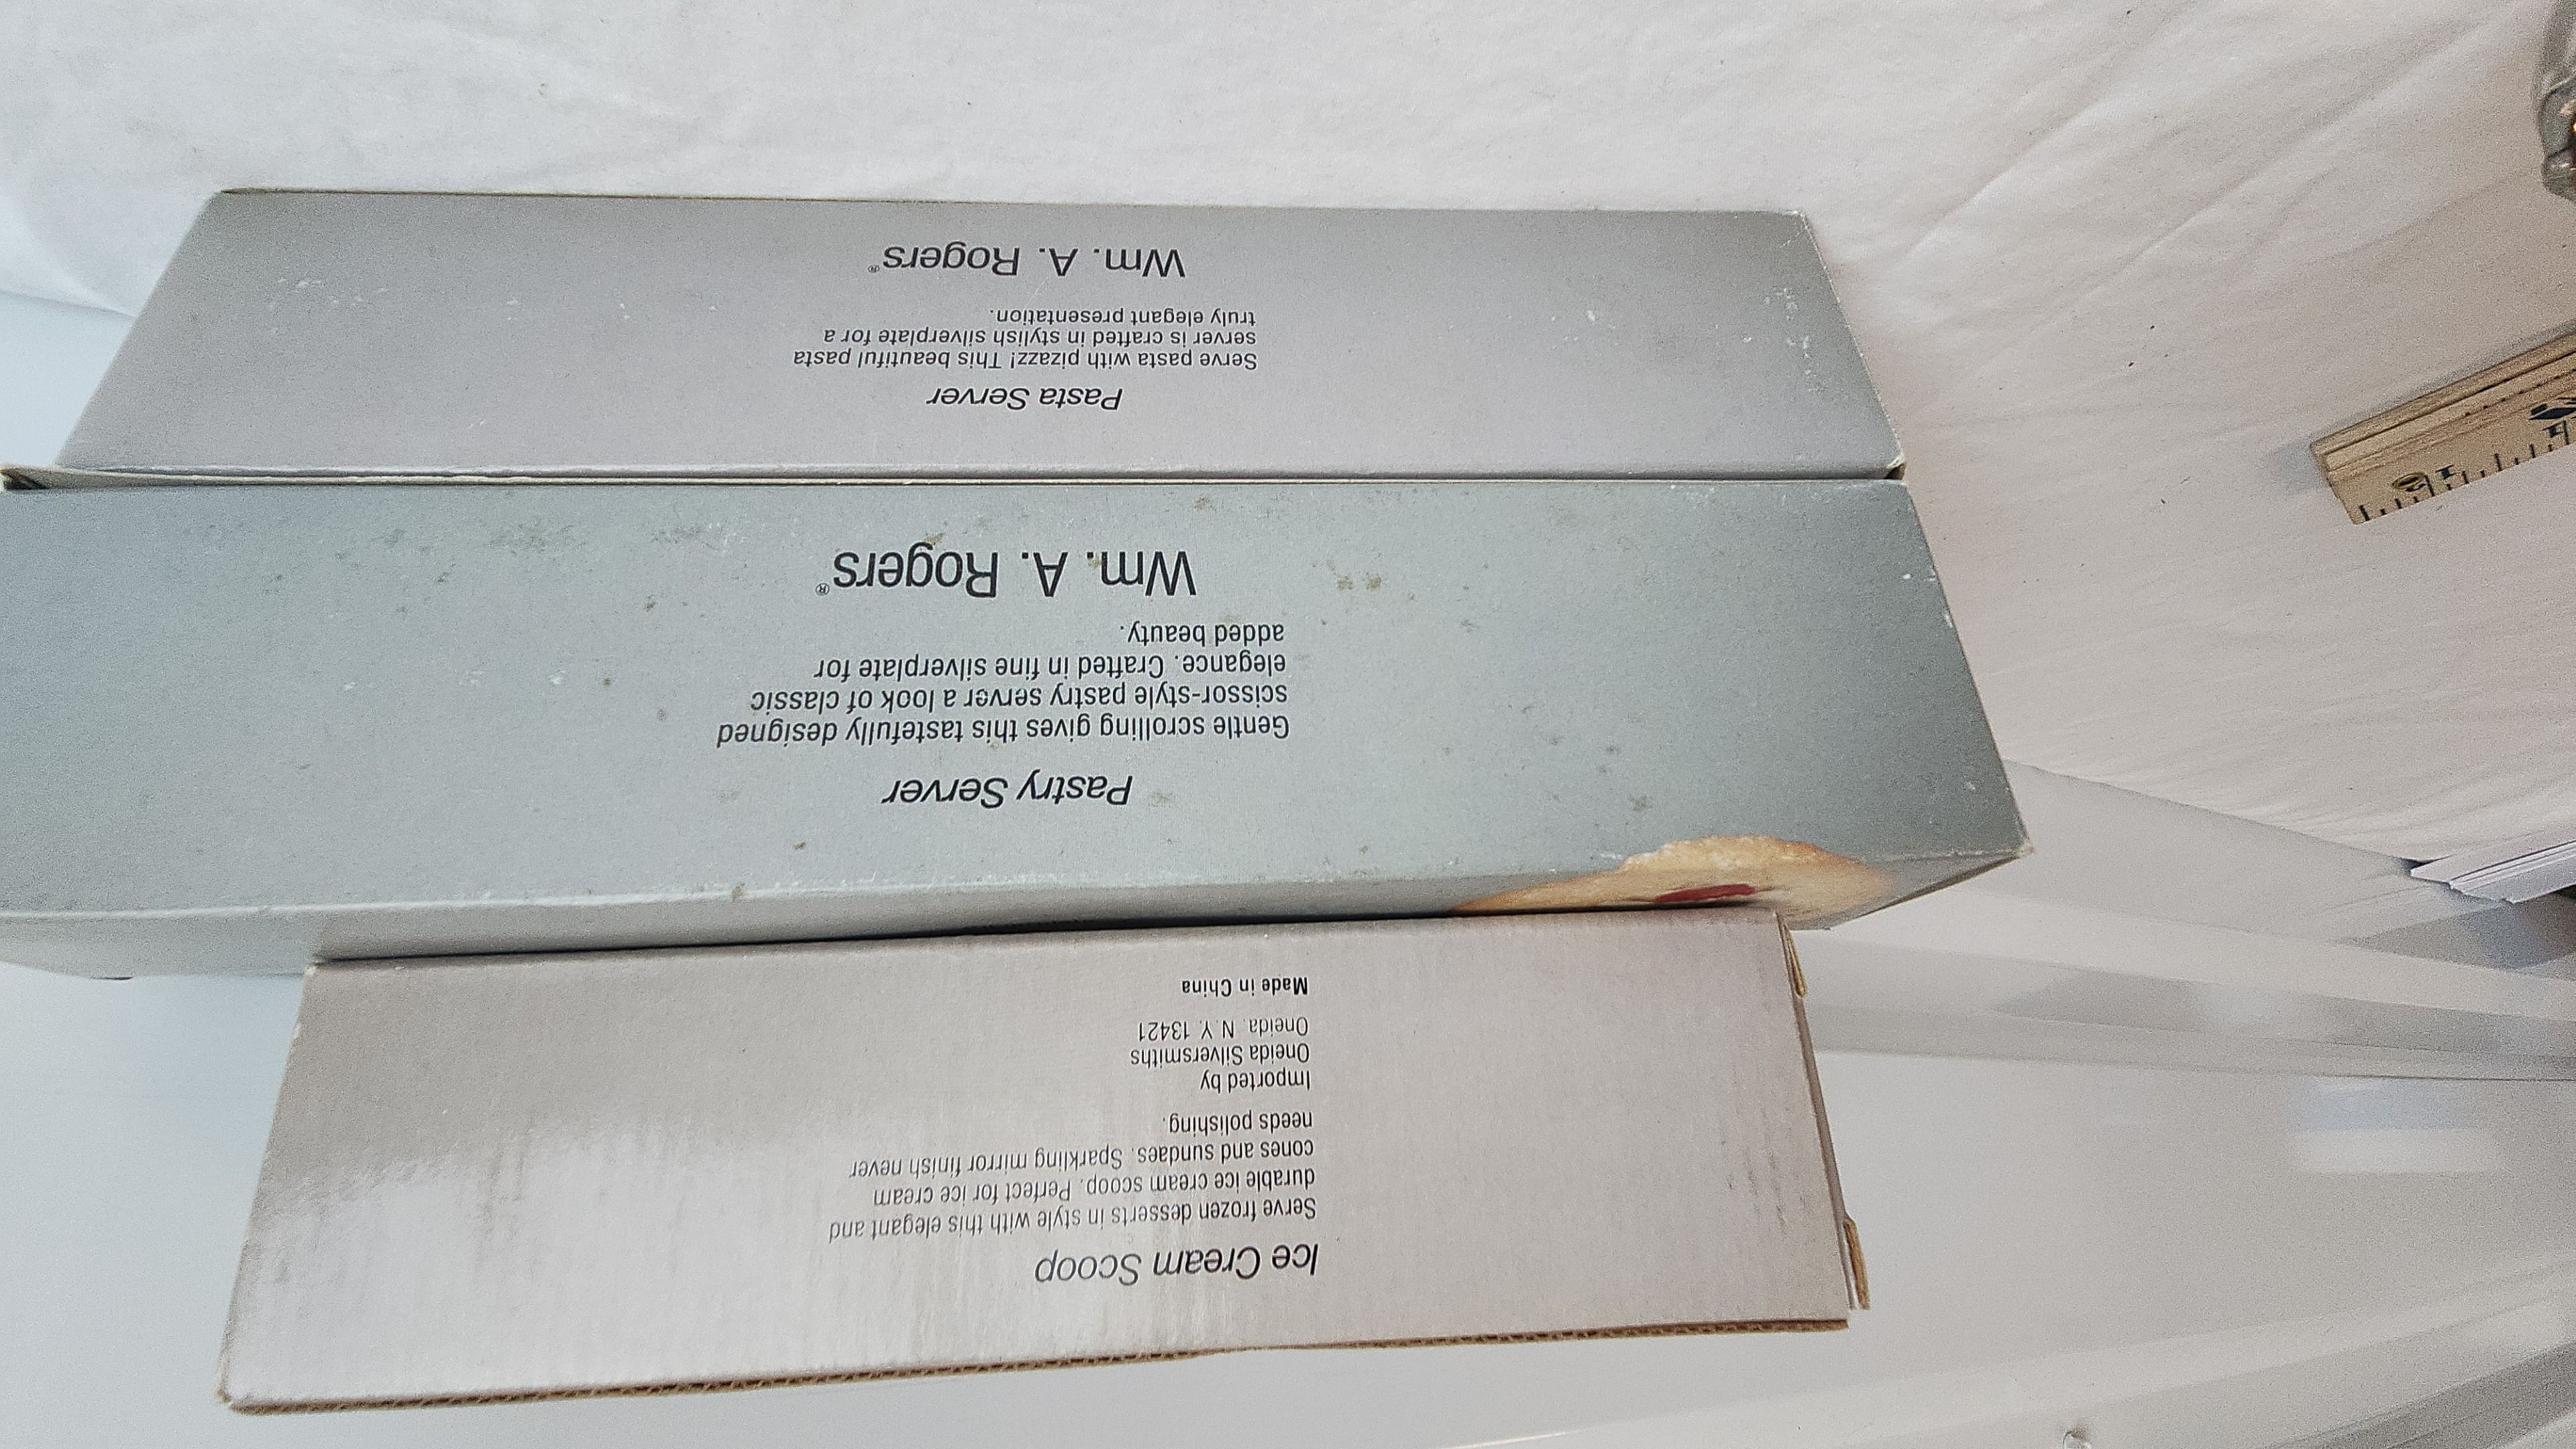 Ice Cream Scoop
Serve frozen desserts in style with this elegant and
durable ice cream scoop. Perfect for ice cream
cones and sundaes. Sparkling mirror finish never
needs polishing.
Imported by
Oneida Silversmiths
Oneida, N.Y. 13421
Made in China
Pastry Server
Gentle scrolling gives this tastefully designed
scissor-style pastry server a look of classic
elegance. Crafted in fine silverplate for
added beauty.
Wm. A. Rogers®
Pasta Server
Serve pasta with pizazz! This beautiful pasta
server is crafted in stylish silverplate for a
truly elegant presentation.
Wm. A. Rogers®